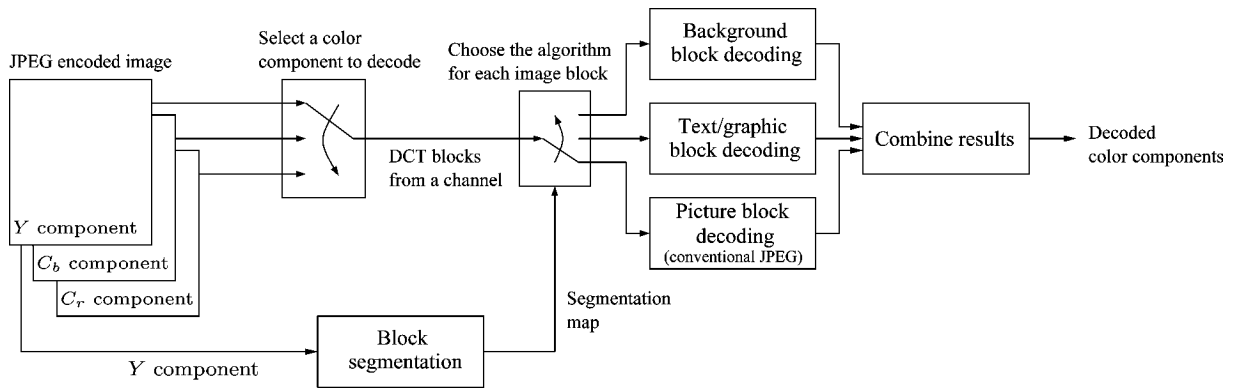 JPEG encoded image
Y component
C_b component
C_r component
Select a color
component to decode
DCT blocks
from a channel
Choose the algorithm
for each image block
Background
block decoding
Text/graphic
block decoding
Picture block
decoding
(conventional JPEG)
Combine results
Decoded
color components
Y component
Block
segmentation
Segmentation
map